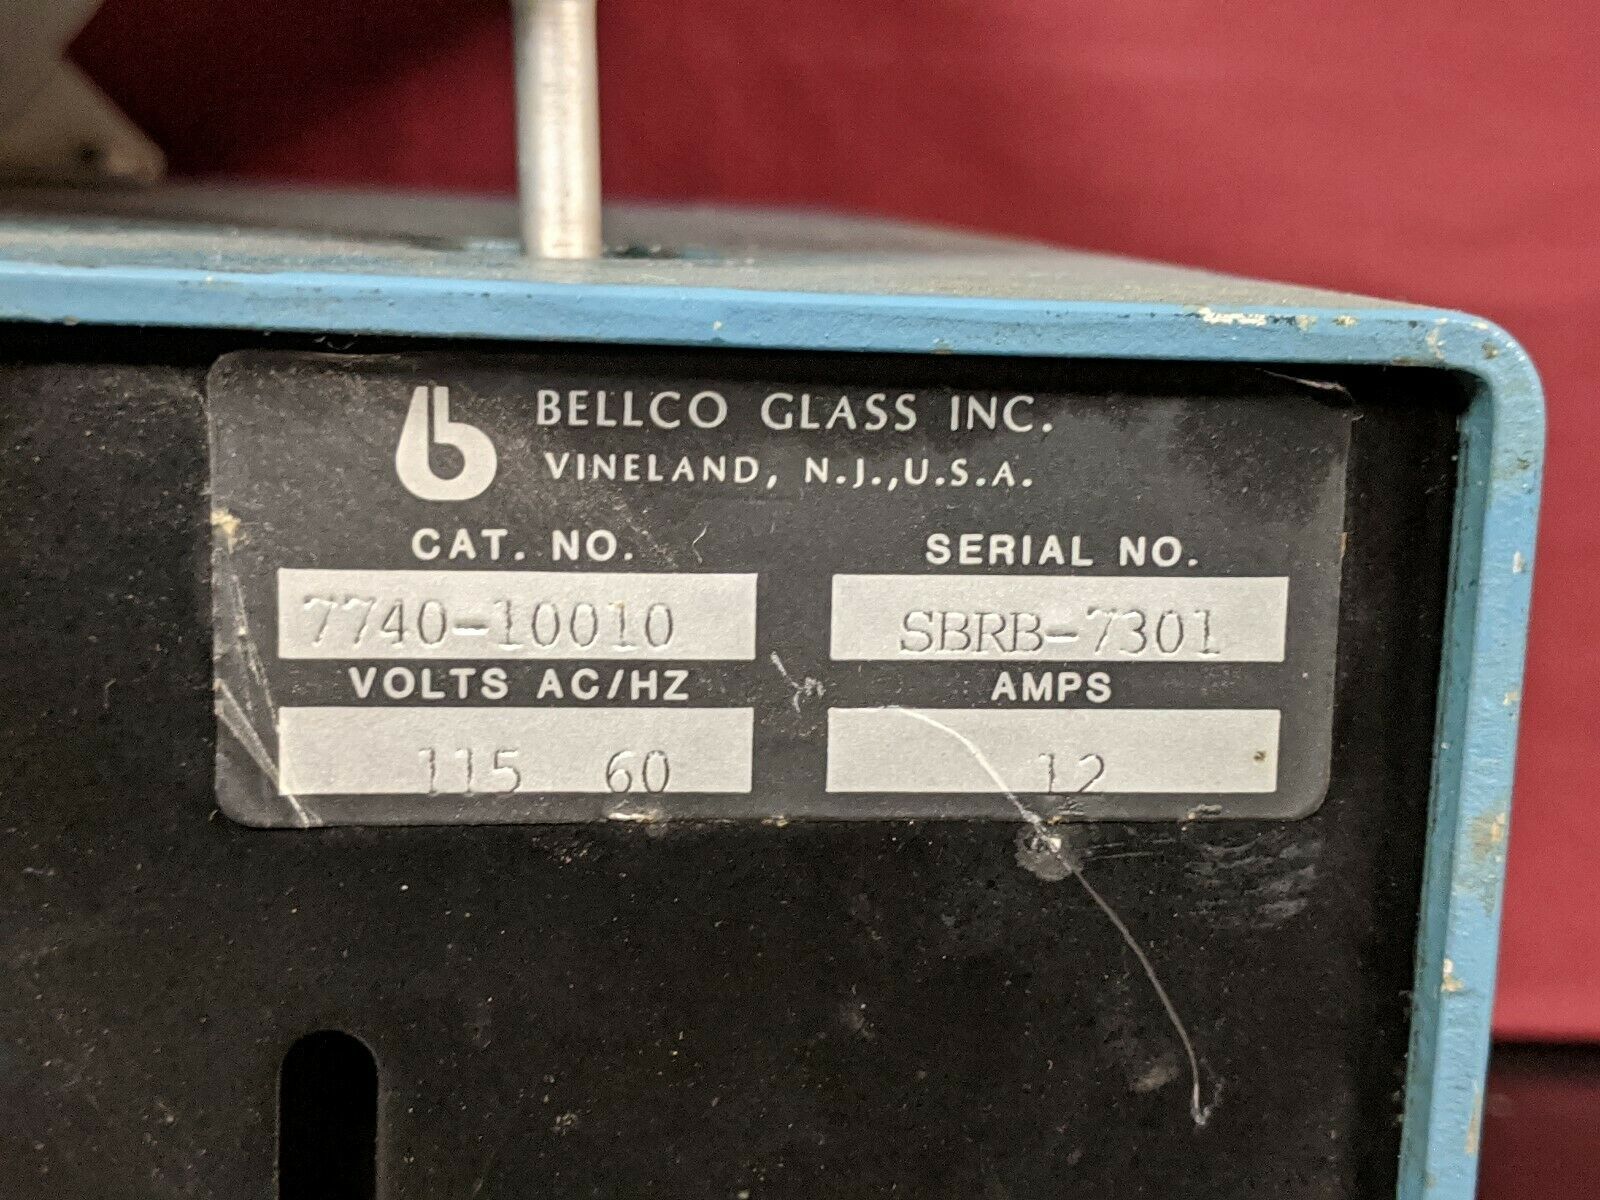 BELLCO GLASS INC.
VINELAND, N.J.,U.S.A.
CAT. NO. SERIAL NO.
7740-10010 SBRB-7301
VOLTS AC/HZ AMPS
115 60 12